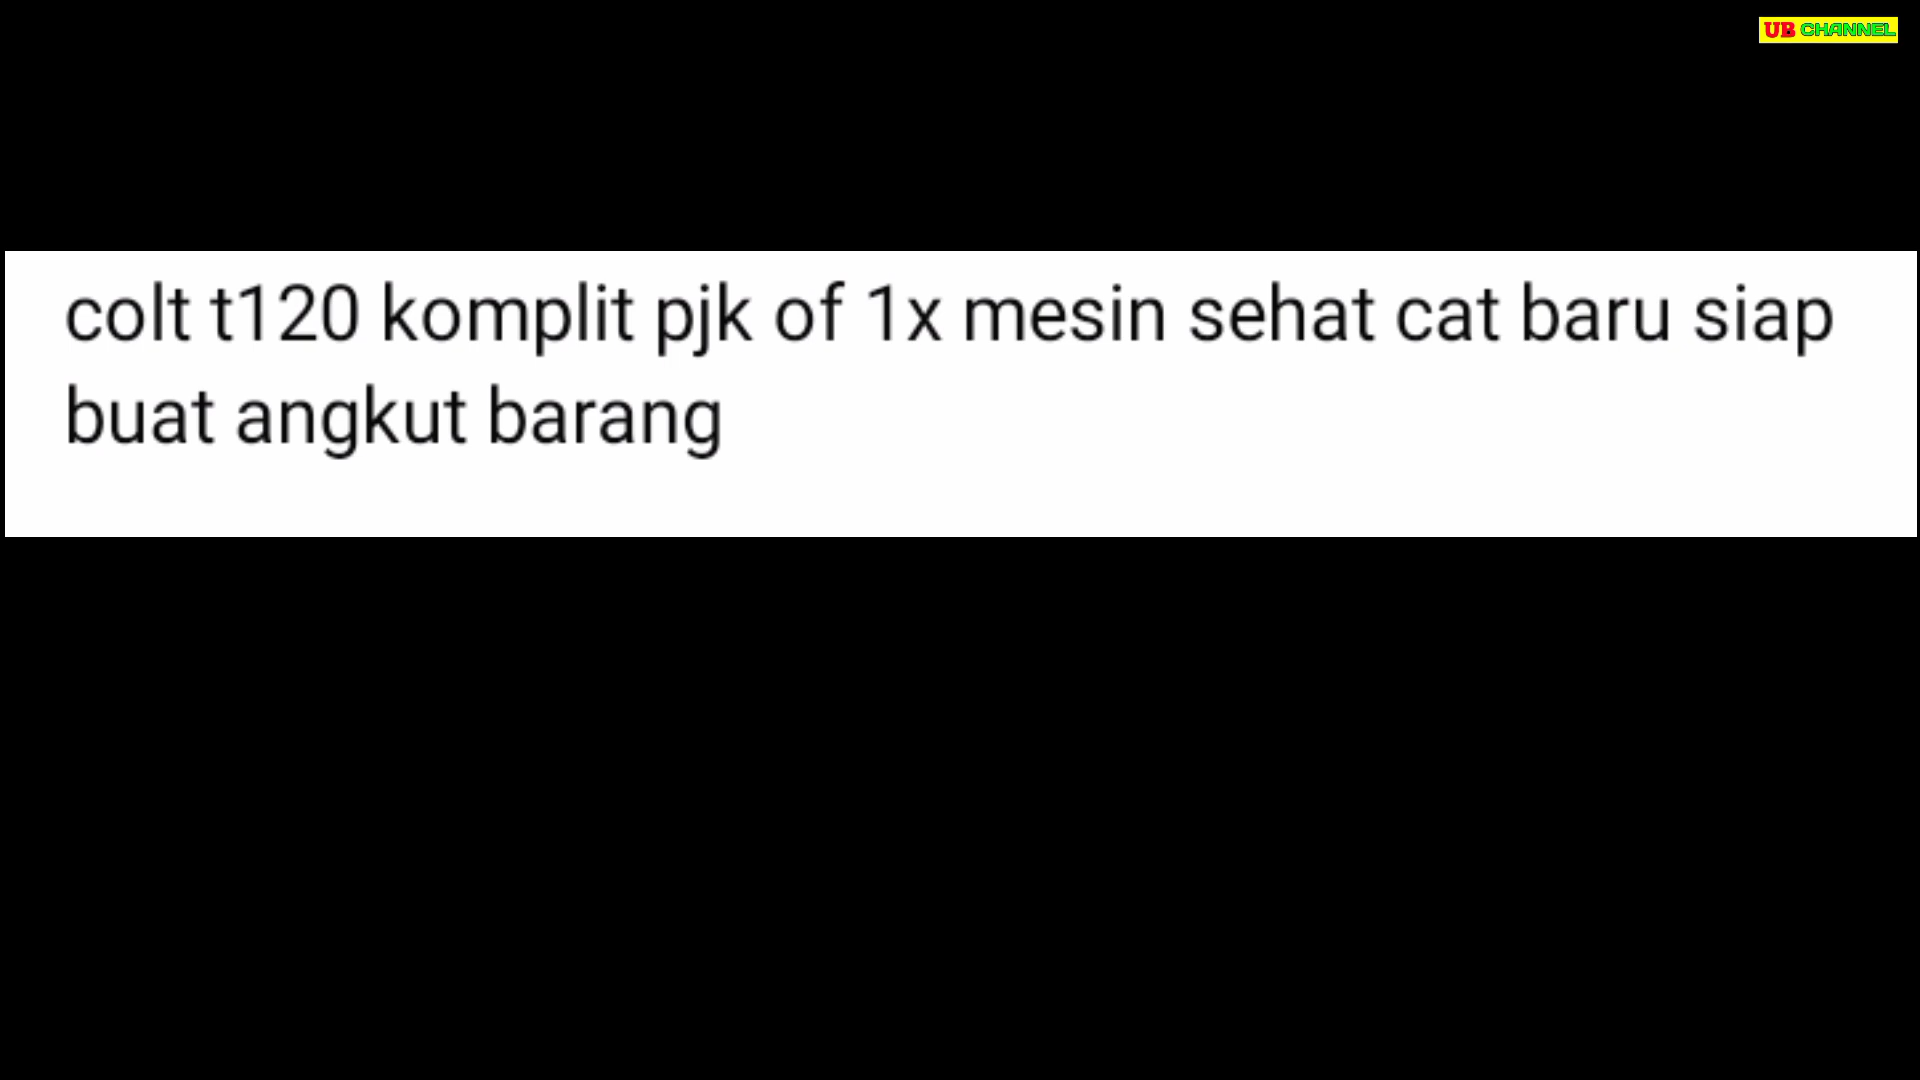 UB CHANNEL
colt t120 komplit pjk of 1x mesin sehat cat baru siap
buat angkut barang